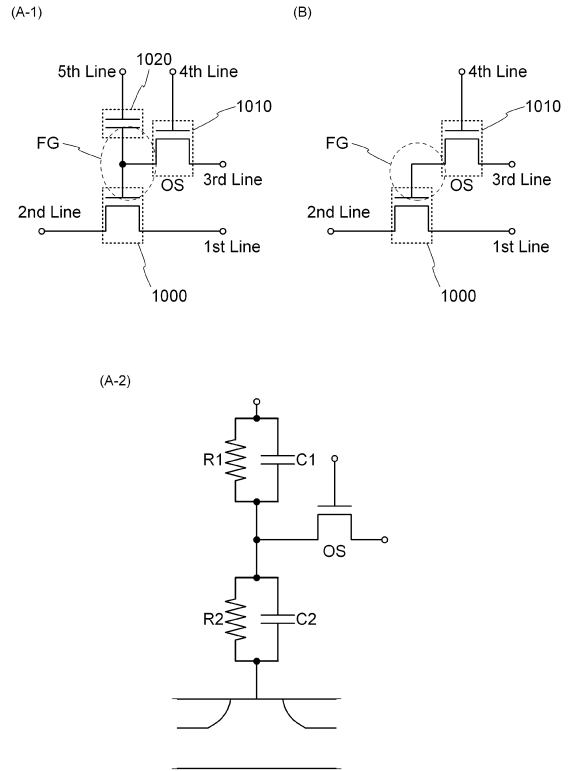 (A-1)
(B)
5th Line
1020
4th Line
4th Line
1010
1010
FG
FG
3rd Line
3rd Line
OS
OS
2nd Line
2nd Line
1st Line
1st Line
1000
1000
(A-2)
R1
C1
OS
R2
C2